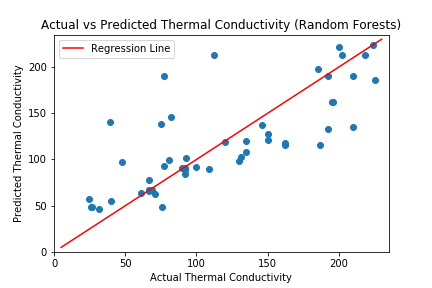 Actual vs Predicted Thermal Conductivity (Random Forests)
Regression Line
Predicted Thermal Conductivity
200
150
100
50
0
0 50 100 150 200
Actual Thermal Conductivity